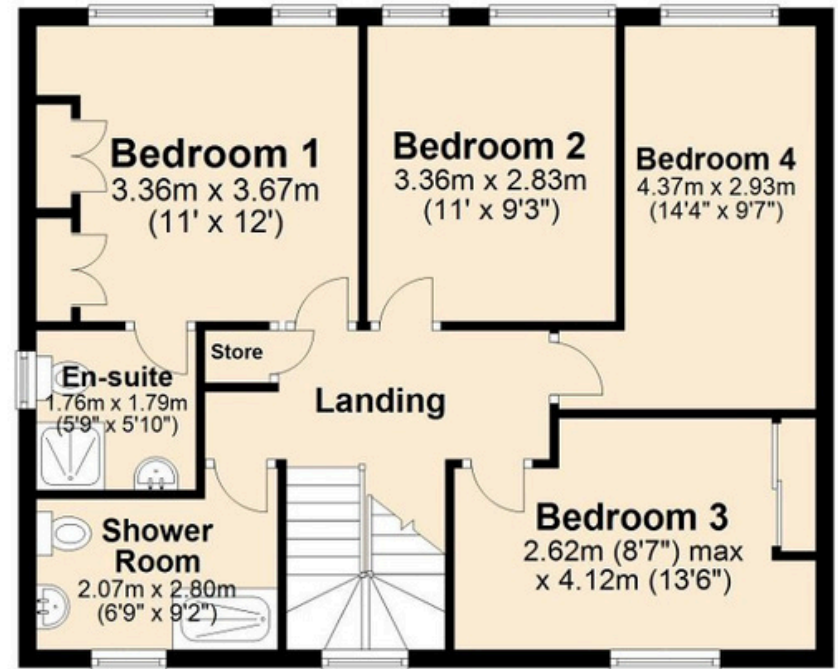 Bedroom 1
3.36m x 3.67m
(11' x 12')
Bedroom 2
3.36m x 2.83m
(11' x 9'3")
Bedroom 4
4.37m x 2.93m
(14'4" x 9'7")
Store
En-suite
1.76m x 1.79m
(5'9" x 5'10")
Landing
Shower
Room
2.07m x 2.80m
(6'9" x 9'2")
Bedroom 3
2.62m (8'7") max
x 4.12m (13'6")